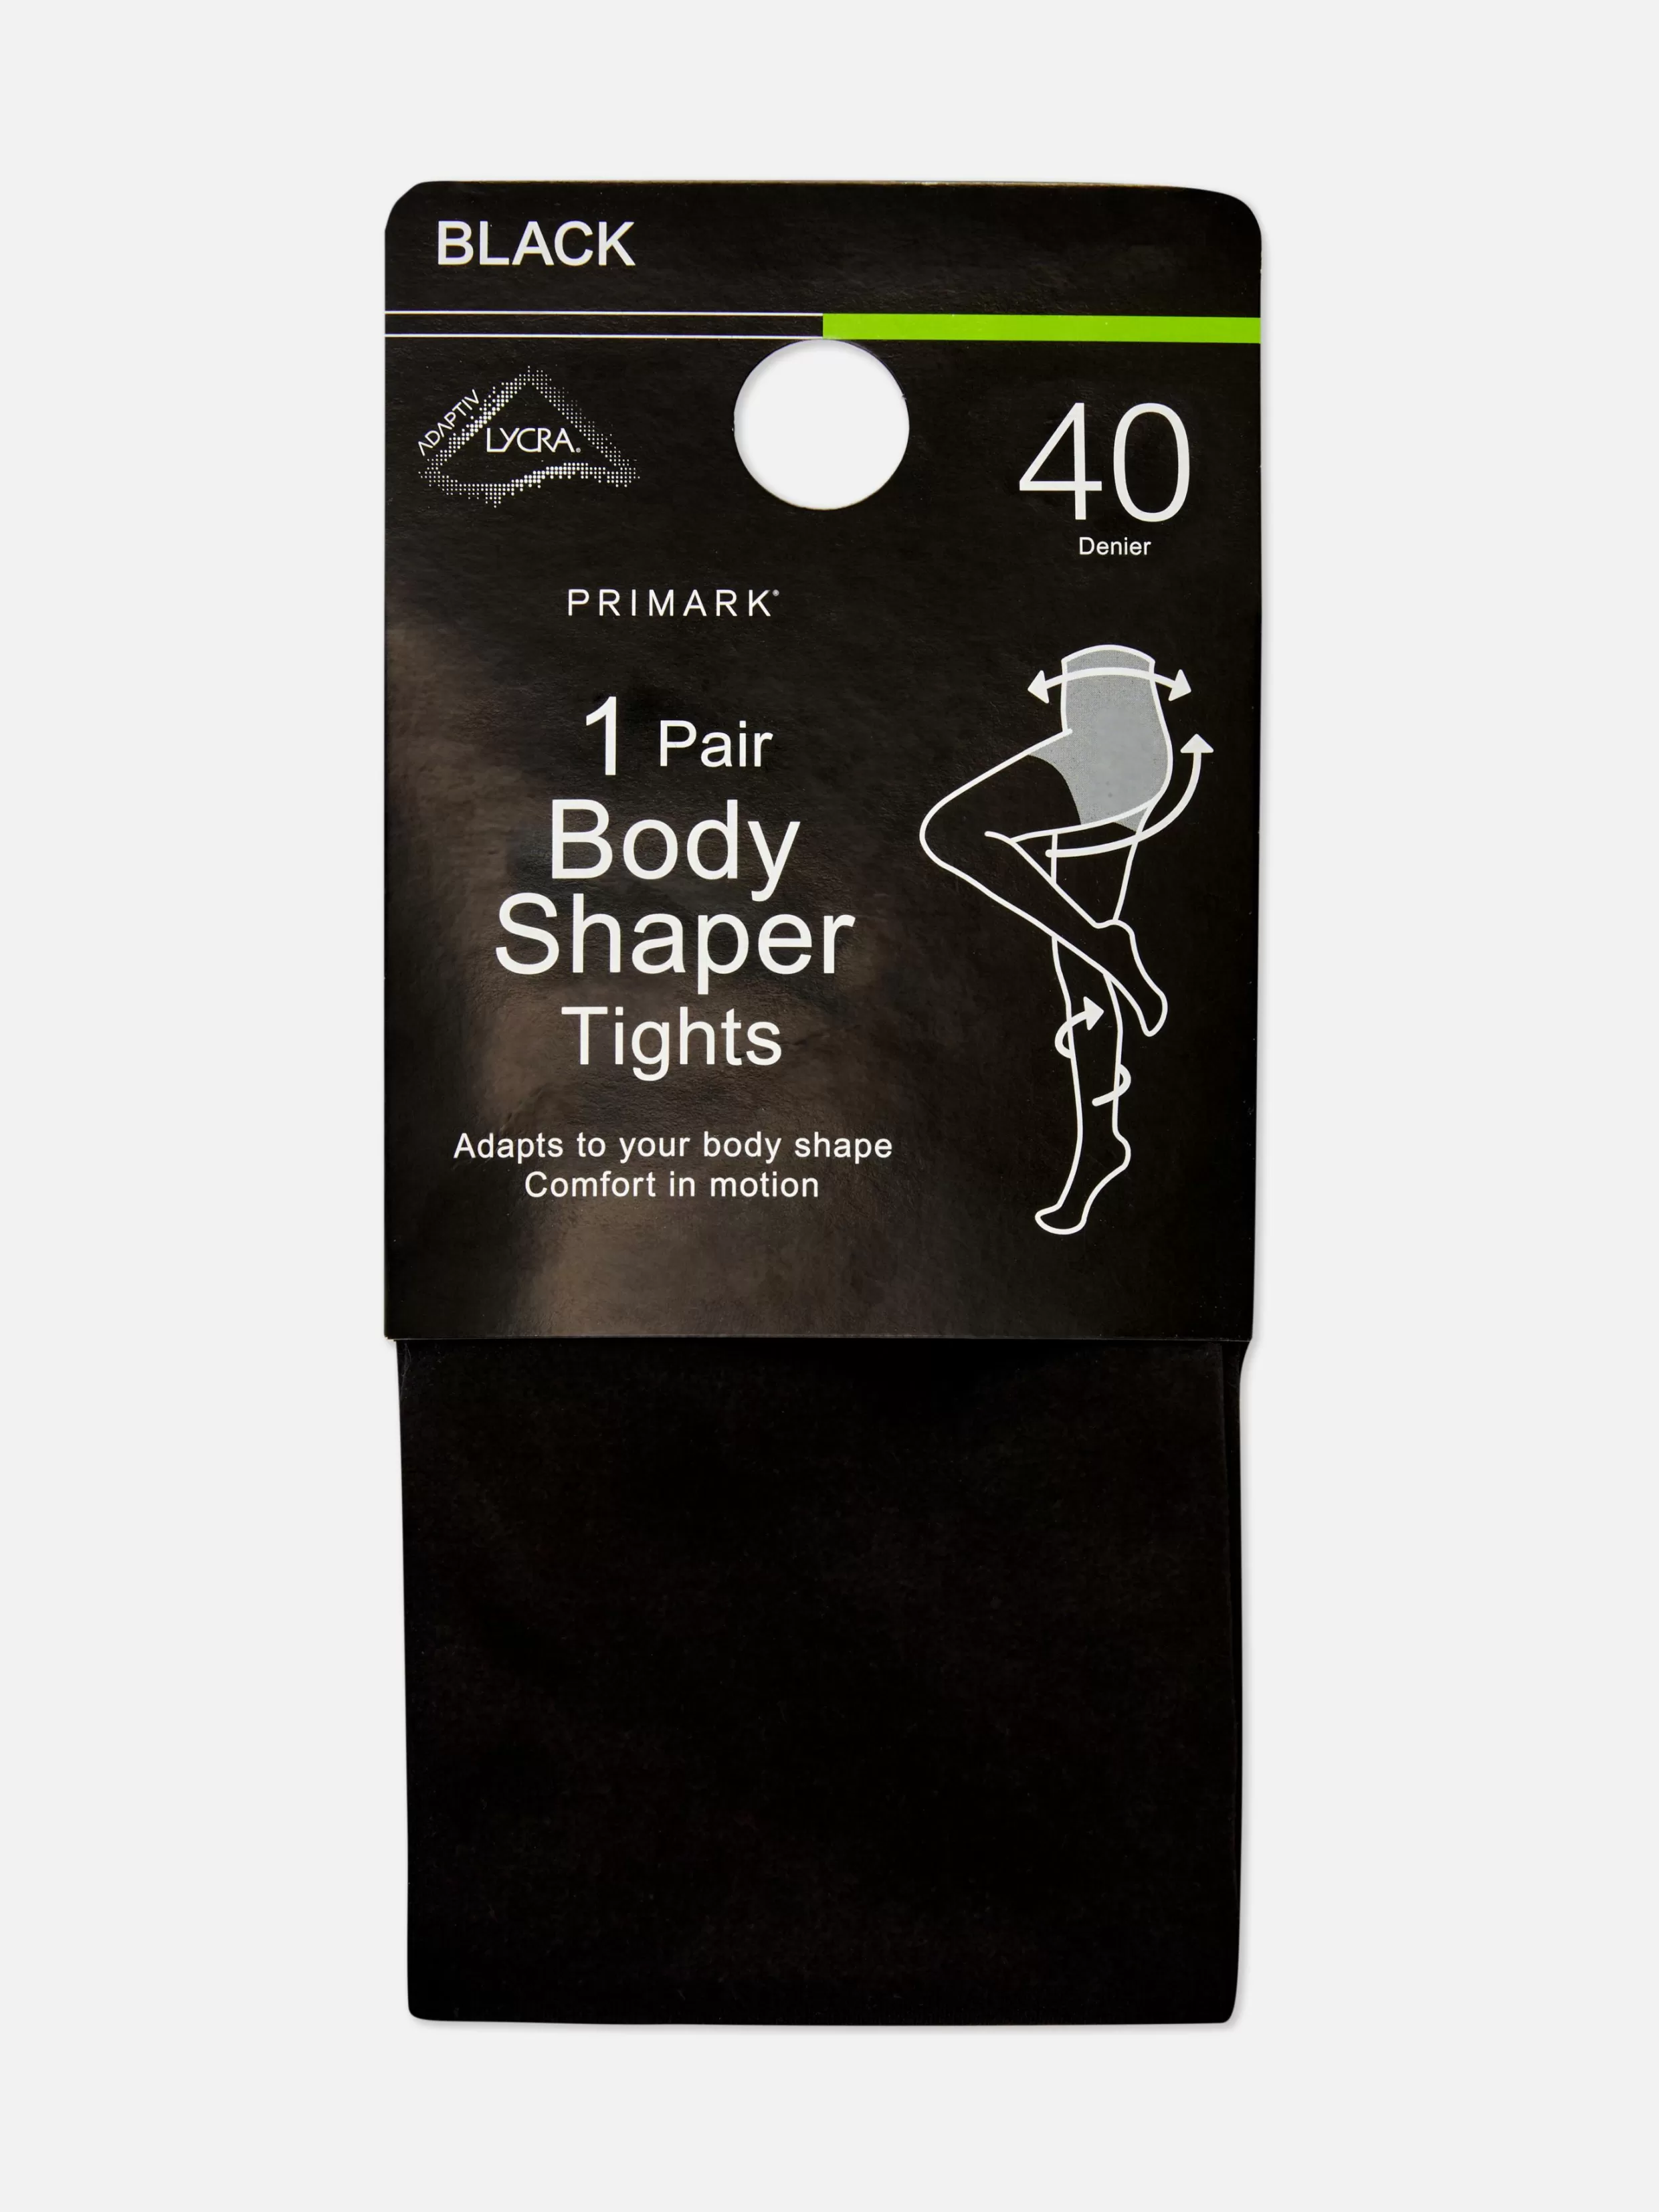 BLACK
ADAPTIV
LYCRA®
40
Denier
PRIMARK®
1 Pair
Body
Shaper
Tights
Adapts to your body shape
Comfort in motion